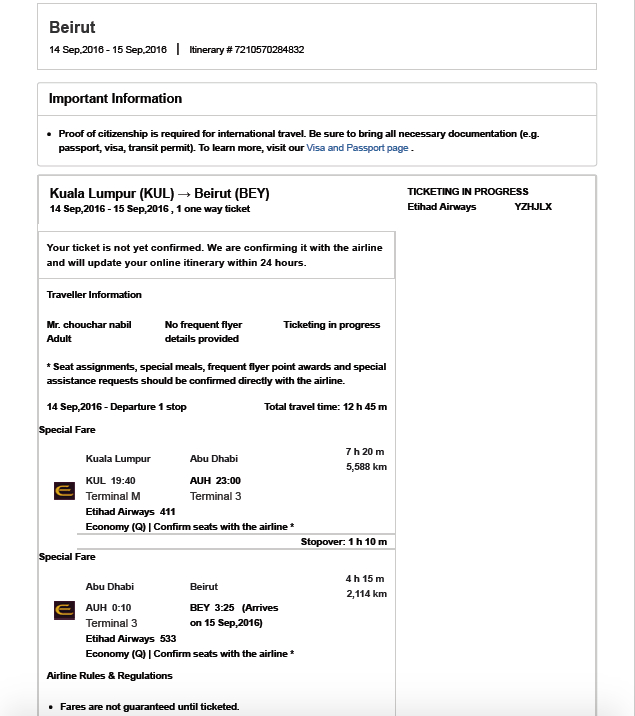 Beirut
14 Sep,2016 - 15 Sep,2016 | Itinerary # 7210570284832
Important Information
• Proof of citizenship is required for international travel. Be sure to bring all necessary documentation (e.g.
passport, visa, transit permit). To learn more, visit our Visa and Passport page .
Kuala Lumpur (KUL) → Beirut (BEY)
14 Sep,2016 - 15 Sep,2016 , 1 one way ticket
TICKETING IN PROGRESS
Etihad Airways YZHJLX
Your ticket is not yet confirmed. We are confirming it with the airline
and will update your online itinerary within 24 hours.
Traveller Information
Mr. chouchar nabil No frequent flyer Ticketing in progress
Adult details provided
* Seat assignments, special meals, frequent flyer point awards and special
assistance requests should be confirmed directly with the airline.
14 Sep,2016 - Departure 1 stop Total travel time: 12 h 45 m
Special Fare
Kuala Lumpur Abu Dhabi 7 h 20 m
5,588 km
KUL 19:40 AUH 23:00
Terminal M Terminal 3
Etihad Airways 411
Economy (Q) | Confirm seats with the airline *
Stopover: 1 h 10 m
Special Fare
Abu Dhabi Beirut 4 h 15 m
2,114 km
AUH 0:10 BEY 3:25 (Arrives
Terminal 3 on 15 Sep,2016)
Etihad Airways 533
Economy (Q) | Confirm seats with the airline *
Airline Rules & Regulations
• Fares are not guaranteed until ticketed.